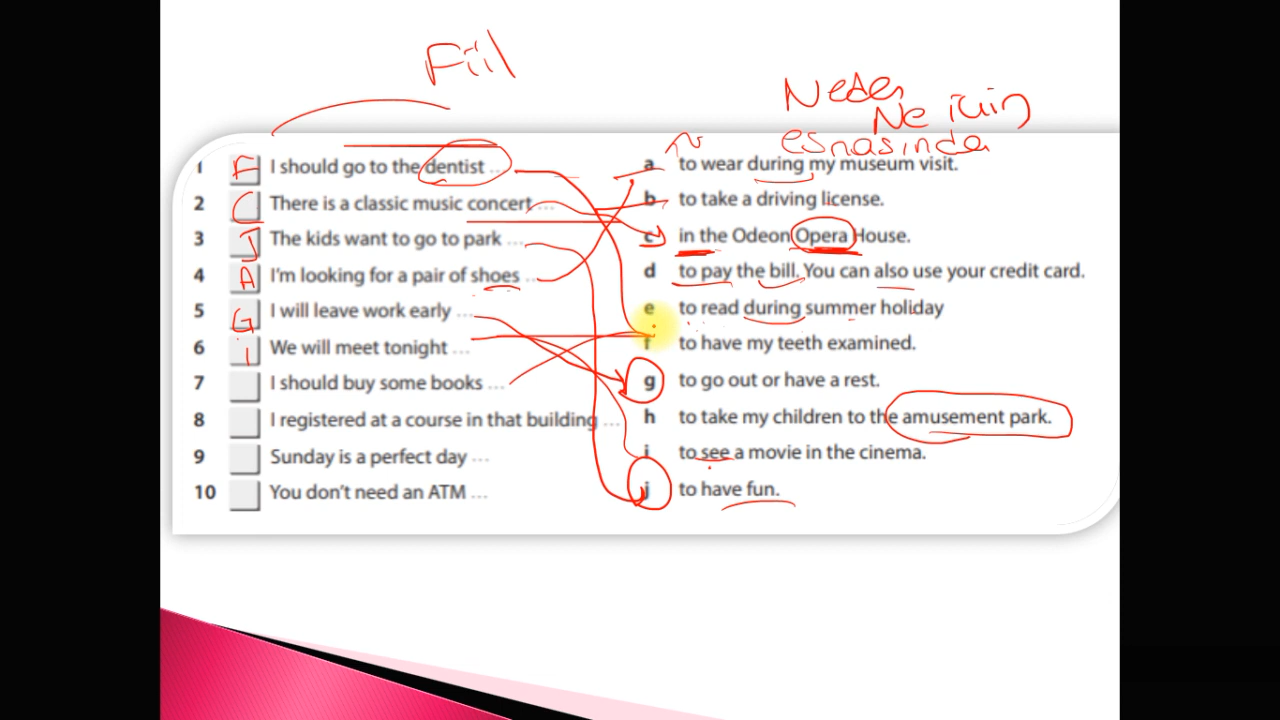 Fiil
Neden
Ne için
esnasında
1 F I should go to the dentist ...
2 C There is a classic music concert ...
3 J The kids want to go to park ...
4 A I'm looking for a pair of shoes ...
5 G I will leave work early ...
6 i We will meet tonight ...
7 I should buy some books ...
8 I registered at a course in that building ...
9 Sunday is a perfect day ...
10 You don't need an ATM ...
a to wear during my museum visit.
b to take a driving license.
c in the Odeon Opera House.
d to pay the bill. You can also use your credit card.
e to read during summer holiday
f to have my teeth examined.
g to go out or have a rest.
h to take my children to the amusement park.
i to see a movie in the cinema.
j to have fun.